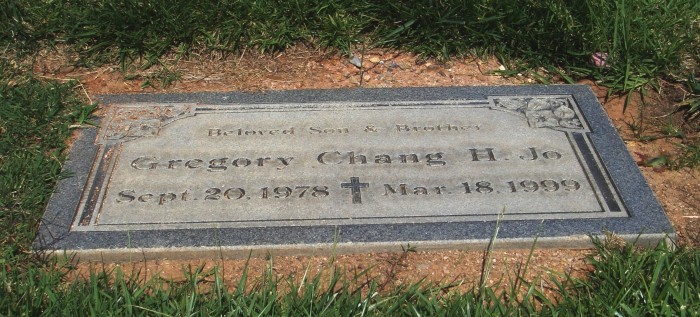 Beloved Son & Brother
Gregory Chang H. Jo
Sept. 20, 1978 Mar. 18, 1999